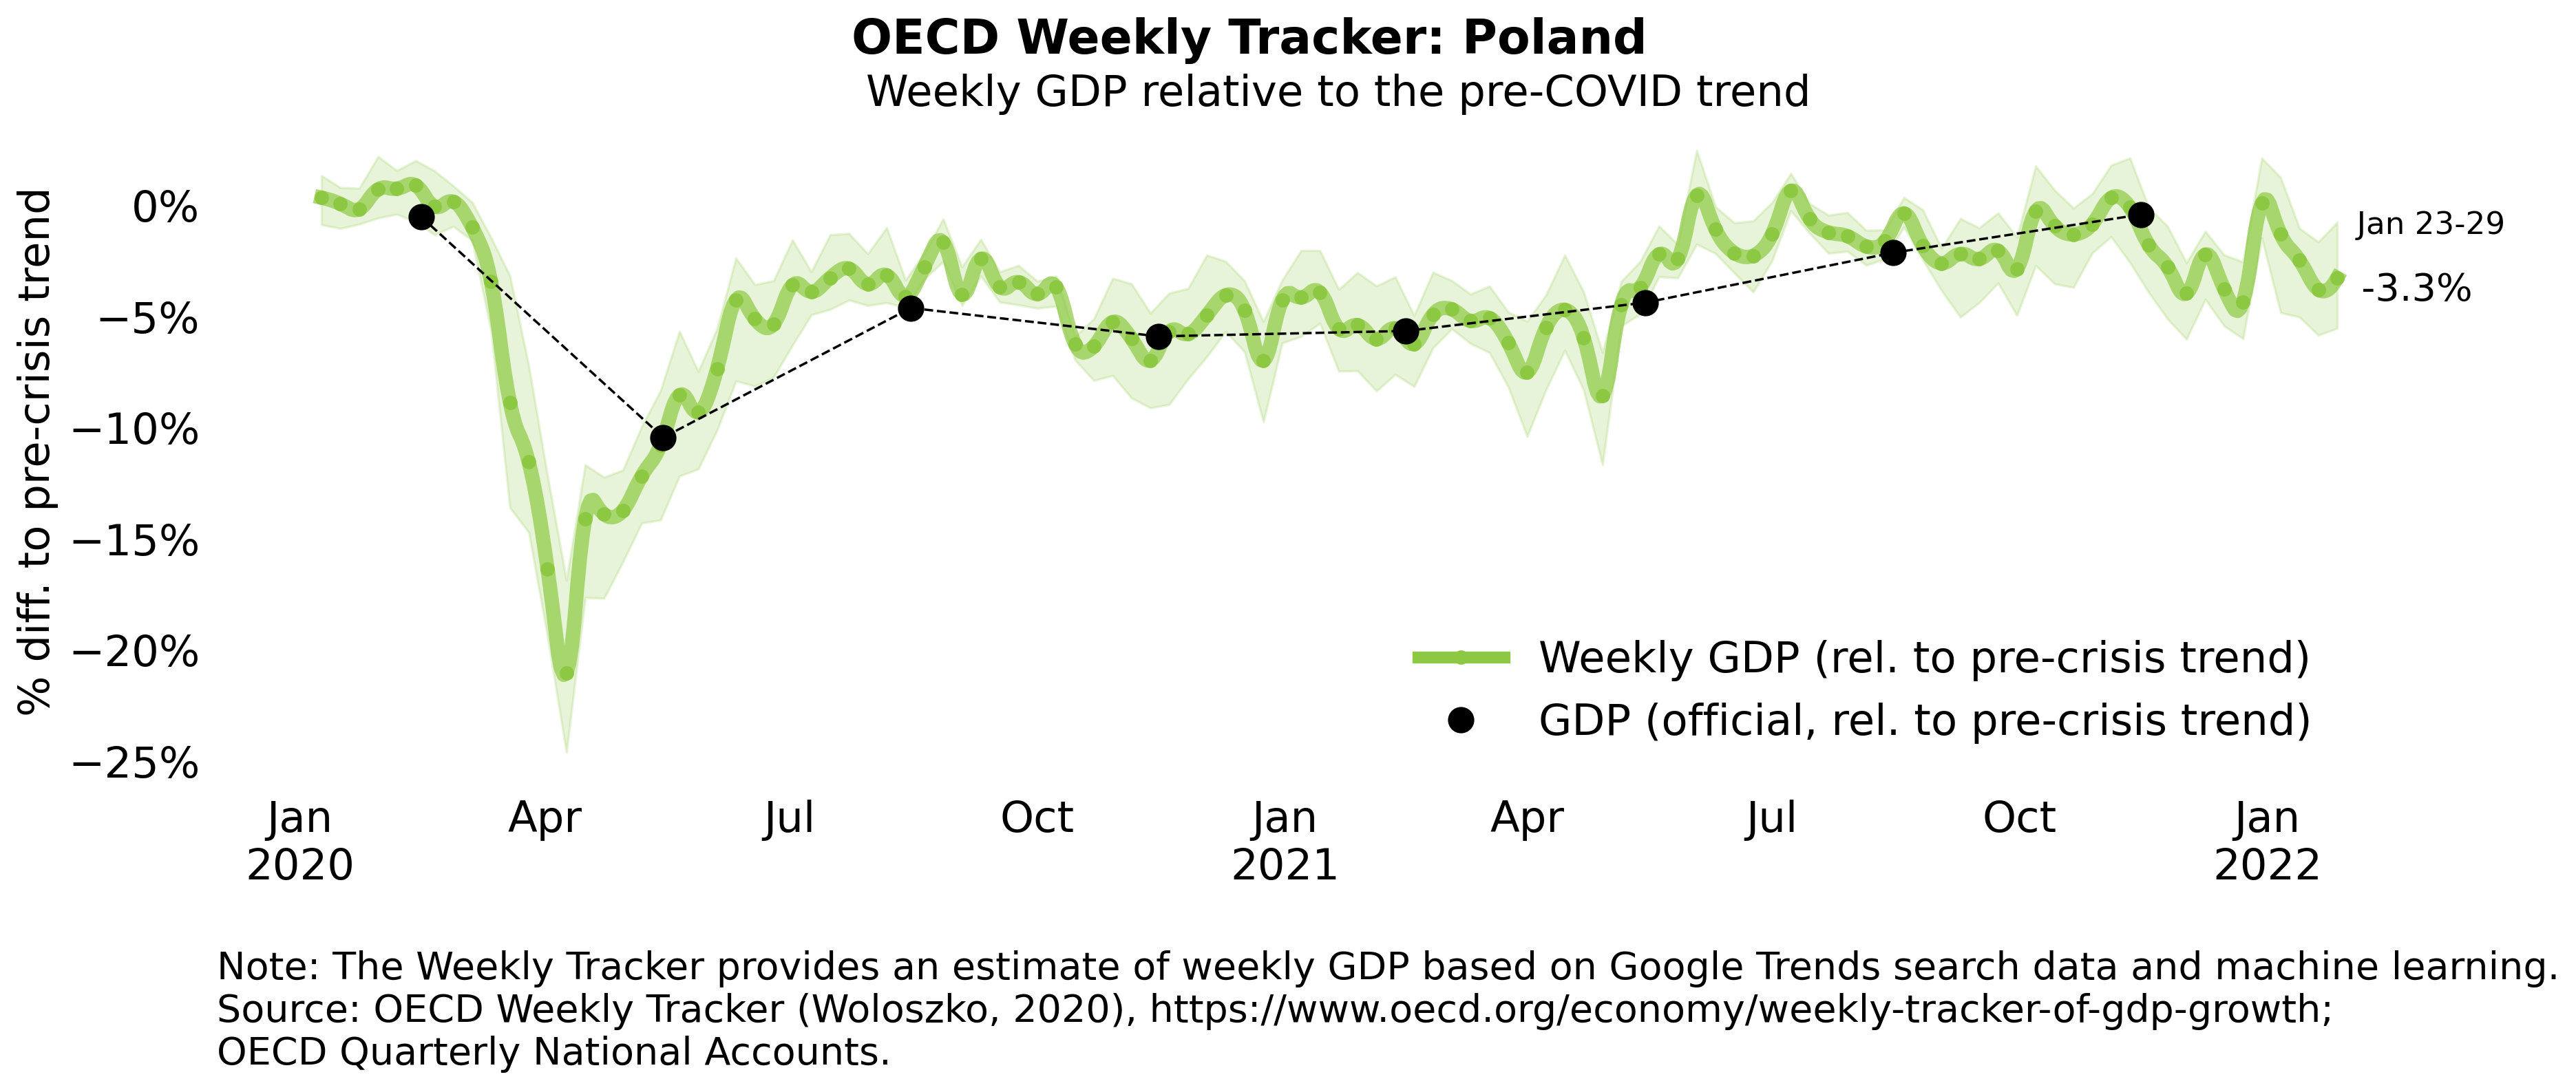 OECD Weekly Tracker: Poland
Weekly GDP relative to the pre-COVID trend
% diff. to pre-crisis trend
0%
−5%
−10%
−15%
−20%
−25%
Jan 23-29
-3.3%
Weekly GDP (rel. to pre-crisis trend)
GDP (official, rel. to pre-crisis trend)
Jan Apr Jul Oct Jan Apr Jul Oct Jan
2020 2021 2022
Note: The Weekly Tracker provides an estimate of weekly GDP based on Google Trends search data and machine learning.
Source: OECD Weekly Tracker (Woloszko, 2020), https://www.oecd.org/economy/weekly-tracker-of-gdp-growth;
OECD Quarterly National Accounts.